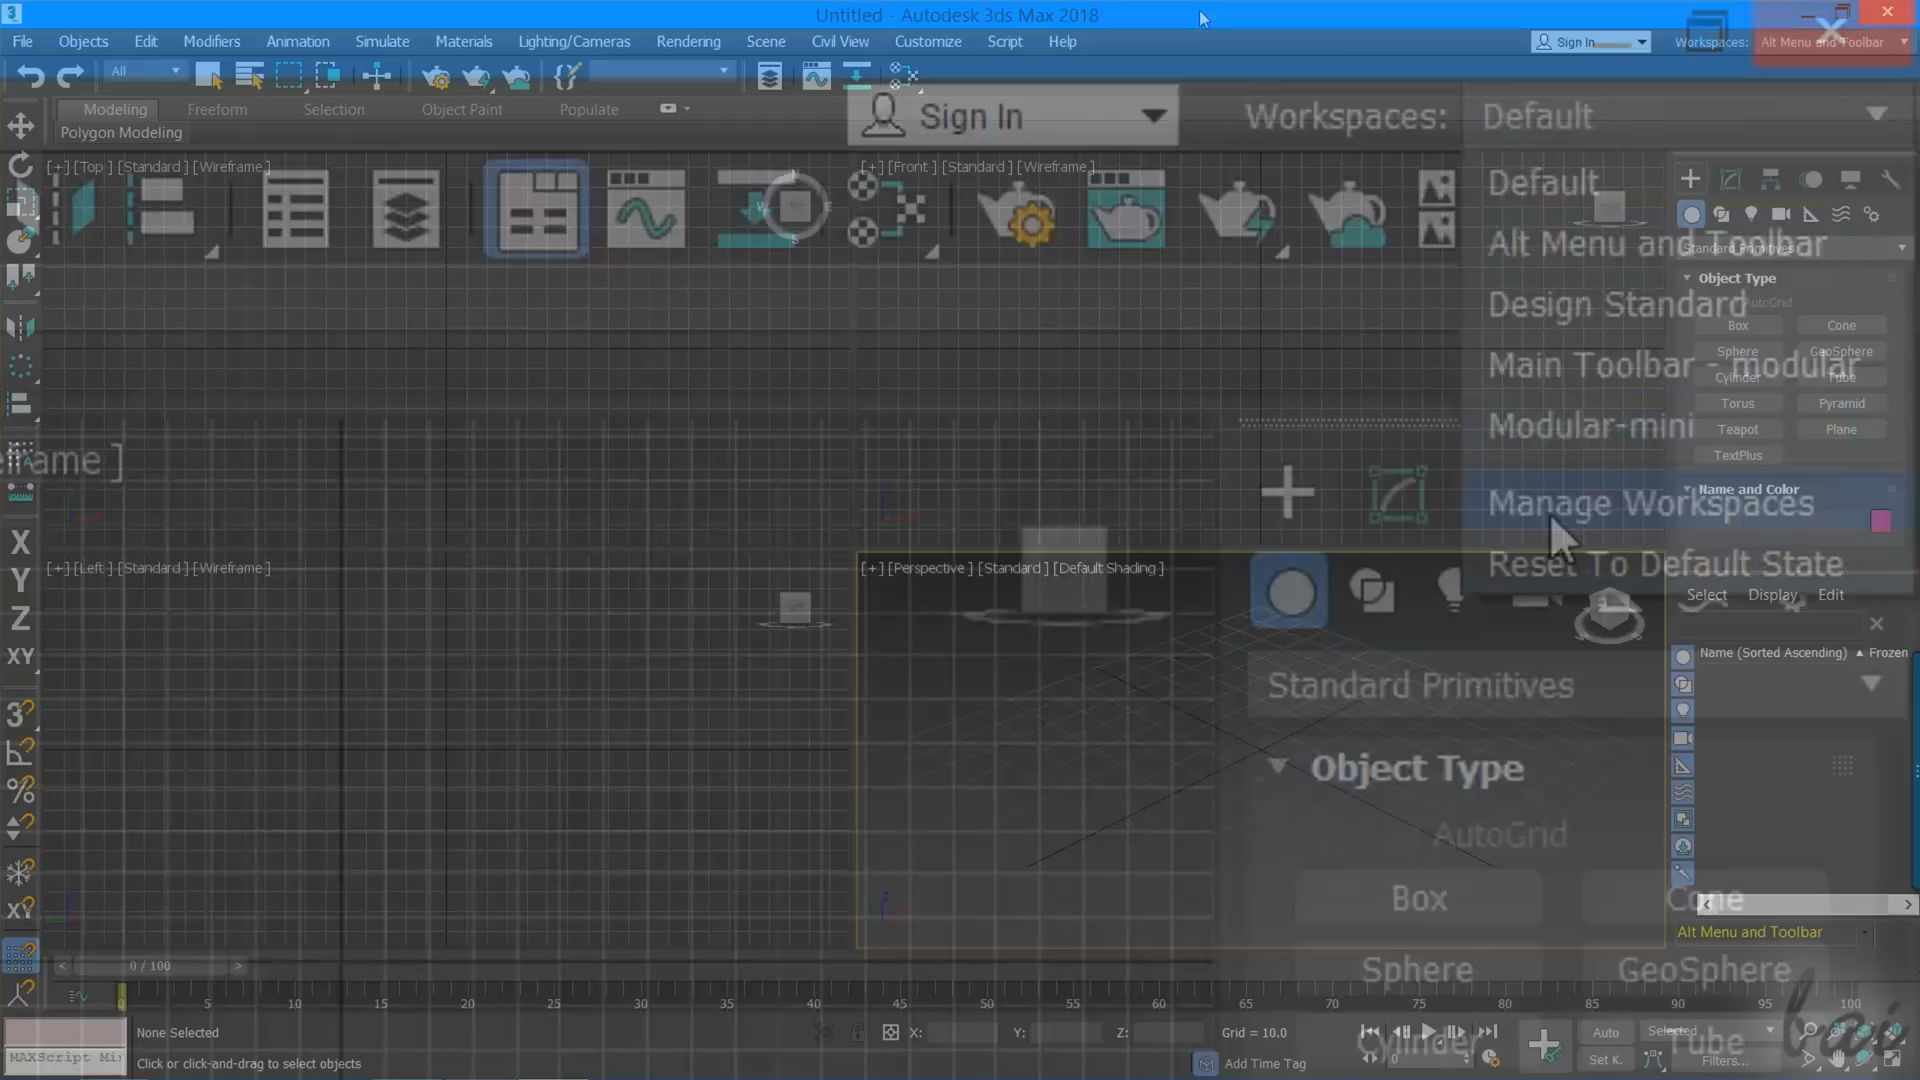 Untitled - Autodesk 3ds Max 2018
File Objects Edit Modifiers Animation Simulate Materials Lighting/Cameras Rendering Scene Civil View Customize Script Help
Sign In
Workspaces: Alt Menu and Toolbar
All
Modeling Freeform Selection Object Paint Populate
Polygon Modeling
Sign In
Workspaces: Default
[+] [Top ] [Standard ] [Wireframe ]
[+] [Front ] [Standard ] [Wireframe ]
Default
Alt Menu and Toolbar
Design Standard
Main Toolbar - modular
Modular-mini
Manage Workspaces
Reset To Default State
Standard Primitives
Object Type
AutoGrid
Box Cone
Sphere GeoSphere
Cylinder Tube
Torus Pyramid
Teapot Plane
TextPlus
Name and Color
eframe ]
X
Y
Z
XY
3
%
XY
[+] [Left ] [Standard ] [Wireframe ]
[+] [Perspective ] [Standard ] [Default Shading ]
Select Display Edit
Name (Sorted Ascending) Frozen
Standard Primitives
Object Type
AutoGrid
Box Cone
Sphere GeoSphere
Cylinder Tube
Alt Menu and Toolbar
0 / 100
0 5 10 15 20 25 30 35 40 45 50 55 60 65 70 75 80 85 90 95 100
None Selected
X: Y: Z: Grid = 10.0
Auto Selected
MAXScript Mi
Click or click-and-drag to select objects
Add Time Tag
0
Set K. Filters...